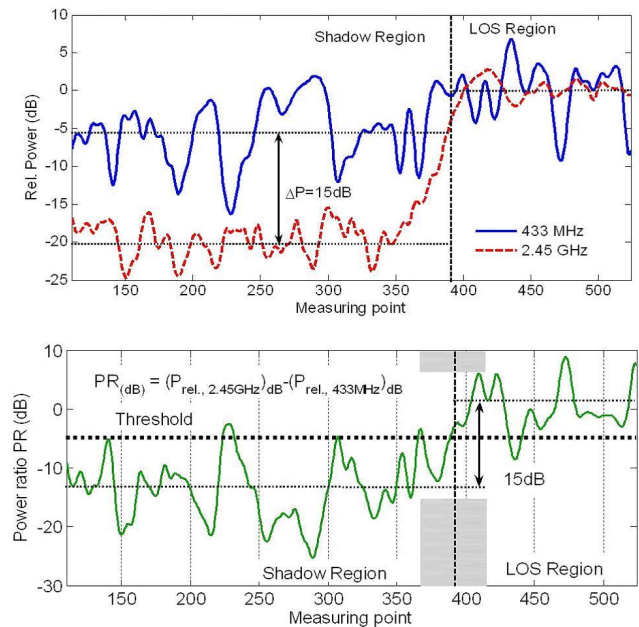 10
5
0
-5
-10
-15
-20
-25
Rel. Power (dB)
Shadow Region
LOS Region
ΔP=15dB
433 MHz
2.45 GHz
150 200 250 300 350 400 450 500
Measuring point
10
0
-10
-20
-30
Power ratio PR (dB)
PR(dB) = (Prel., 2.45GHz)dB-(Prel., 433MHz)dB
Threshold
15dB
Shadow Region
LOS Region
110 150 200 250 300 350 400 450 500
Measuring point